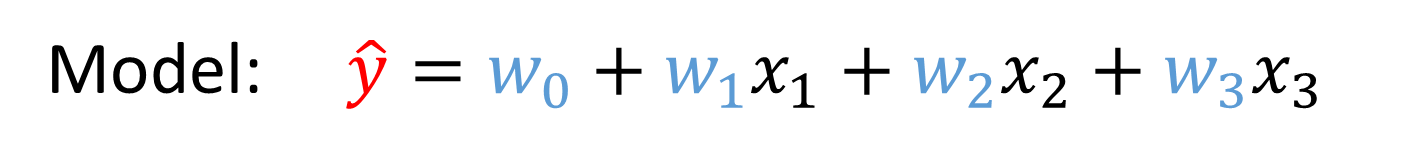 Model: ŷ = w₀ + w₁x₁ + w₂x₂ + w₃x₃